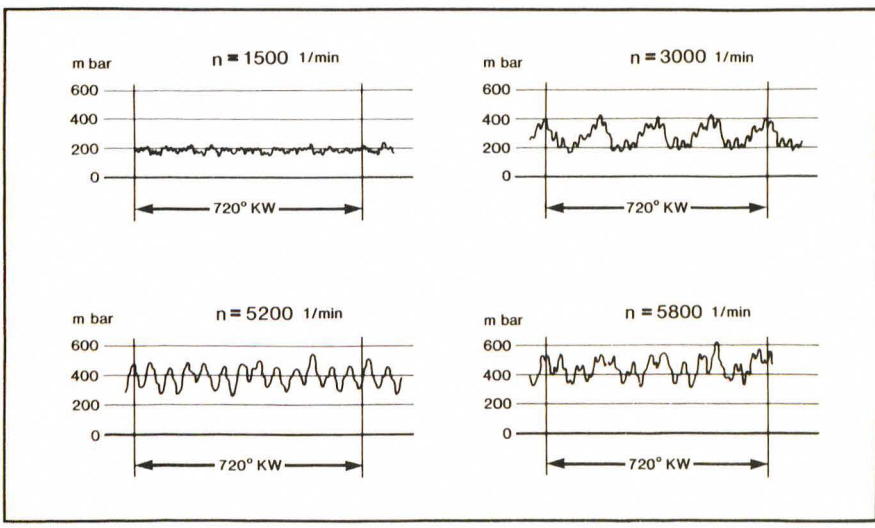 n = 1500 1/min
m bar
600
400
200
0
720° KW
n = 3000 1/min
m bar
600
400
200
0
720° KW
n = 5200 1/min
m bar
600
400
200
0
720° KW
n = 5800 1/min
m bar
600
400
200
0
720° KW